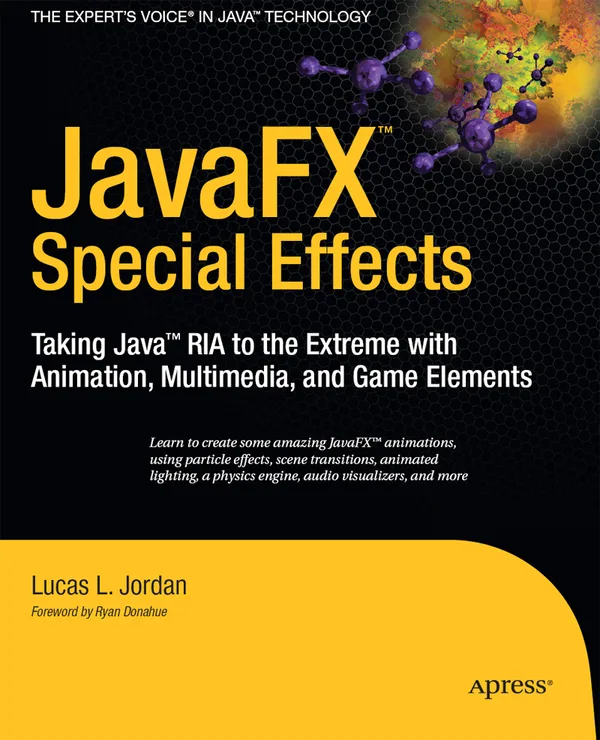 THE EXPERT'S VOICE® IN JAVA™ TECHNOLOGY
JavaFX™
Special Effects
Taking Java™ RIA to the Extreme with
Animation, Multimedia, and Game Elements
Learn to create some amazing JavaFX™ animations,
using particle effects, scene transitions, animated
lighting, a physics engine, audio visualizers, and more
Lucas L. Jordan
Foreword by Ryan Donahue
Apress®